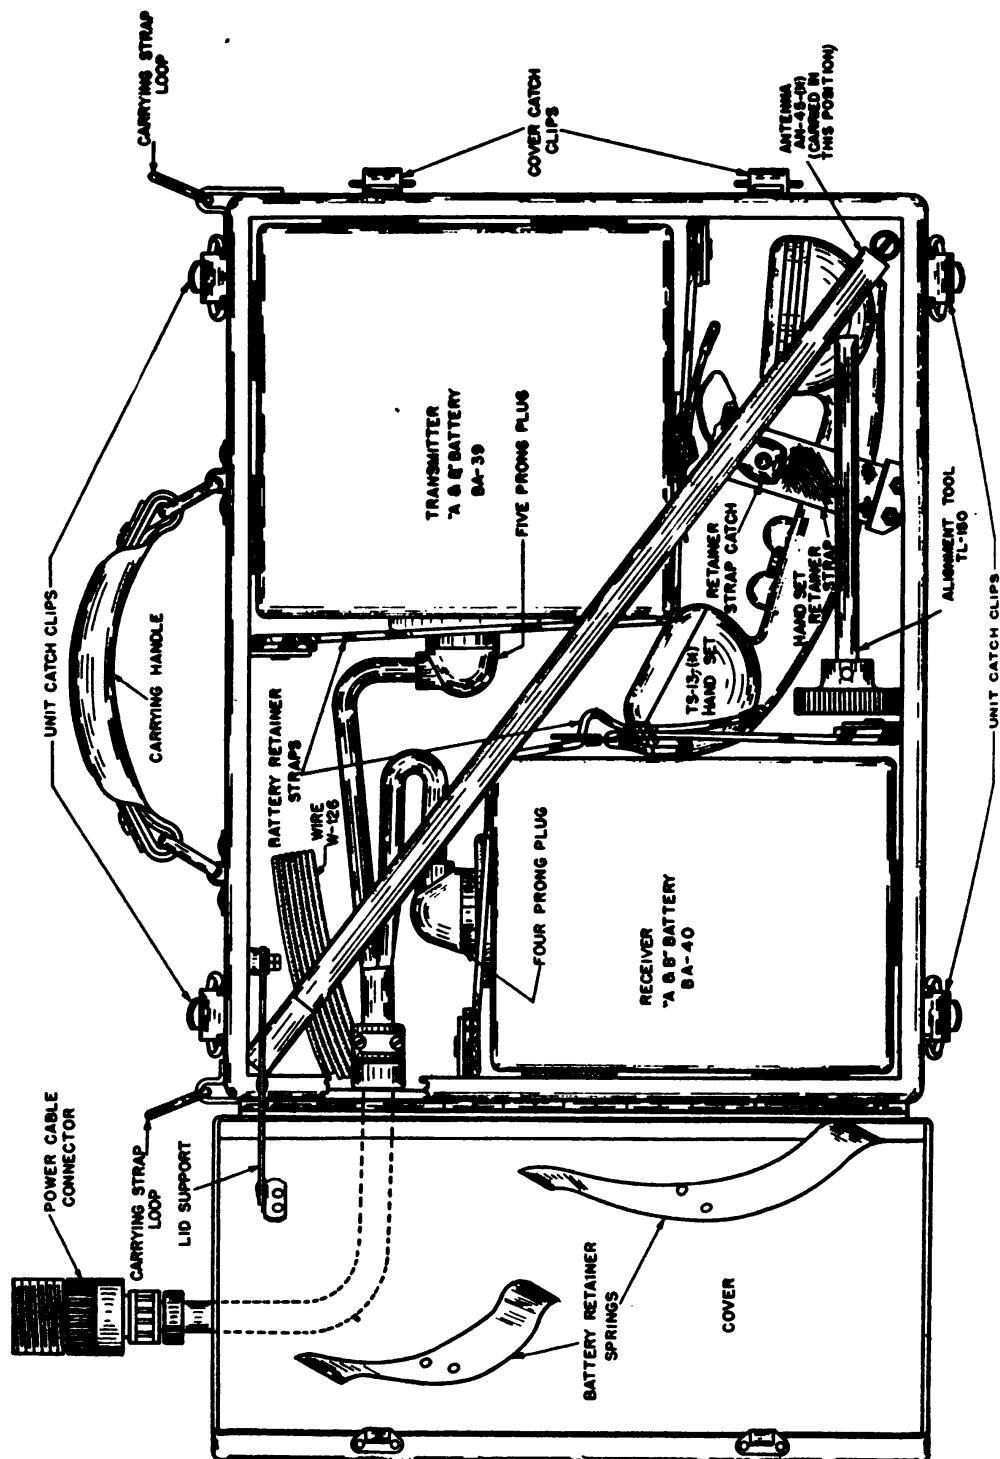 POWER CABLE
CONNECTOR
CARRYING STRAP
LOOP
LID SUPPORT
UNIT CATCH CLIPS
CARRYING HANDLE
CARRYING STRAP
LOOP
BATTERY RETAINER
STRAPS
WIRE
W-126
TRANSMITTER
"A & B" BATTERY
BA-39
FIVE PRONG PLUG
COVER CATCH
CLIPS
FOUR PRONG PLUG
BATTERY RETAINER
SPRINGS
COVER
RECEIVER
"A & B" BATTERY
BA-40
TS-13-(N)
HAND SET
RETAINER
STRAP CATCH
HAND SET
RETAINER
STRAP
ANTENNA
AN-45-(N)
(CARRIED IN
THIS POSITION)
ALIGNMENT TOOL
TL-150
UNIT CATCH CLIPS